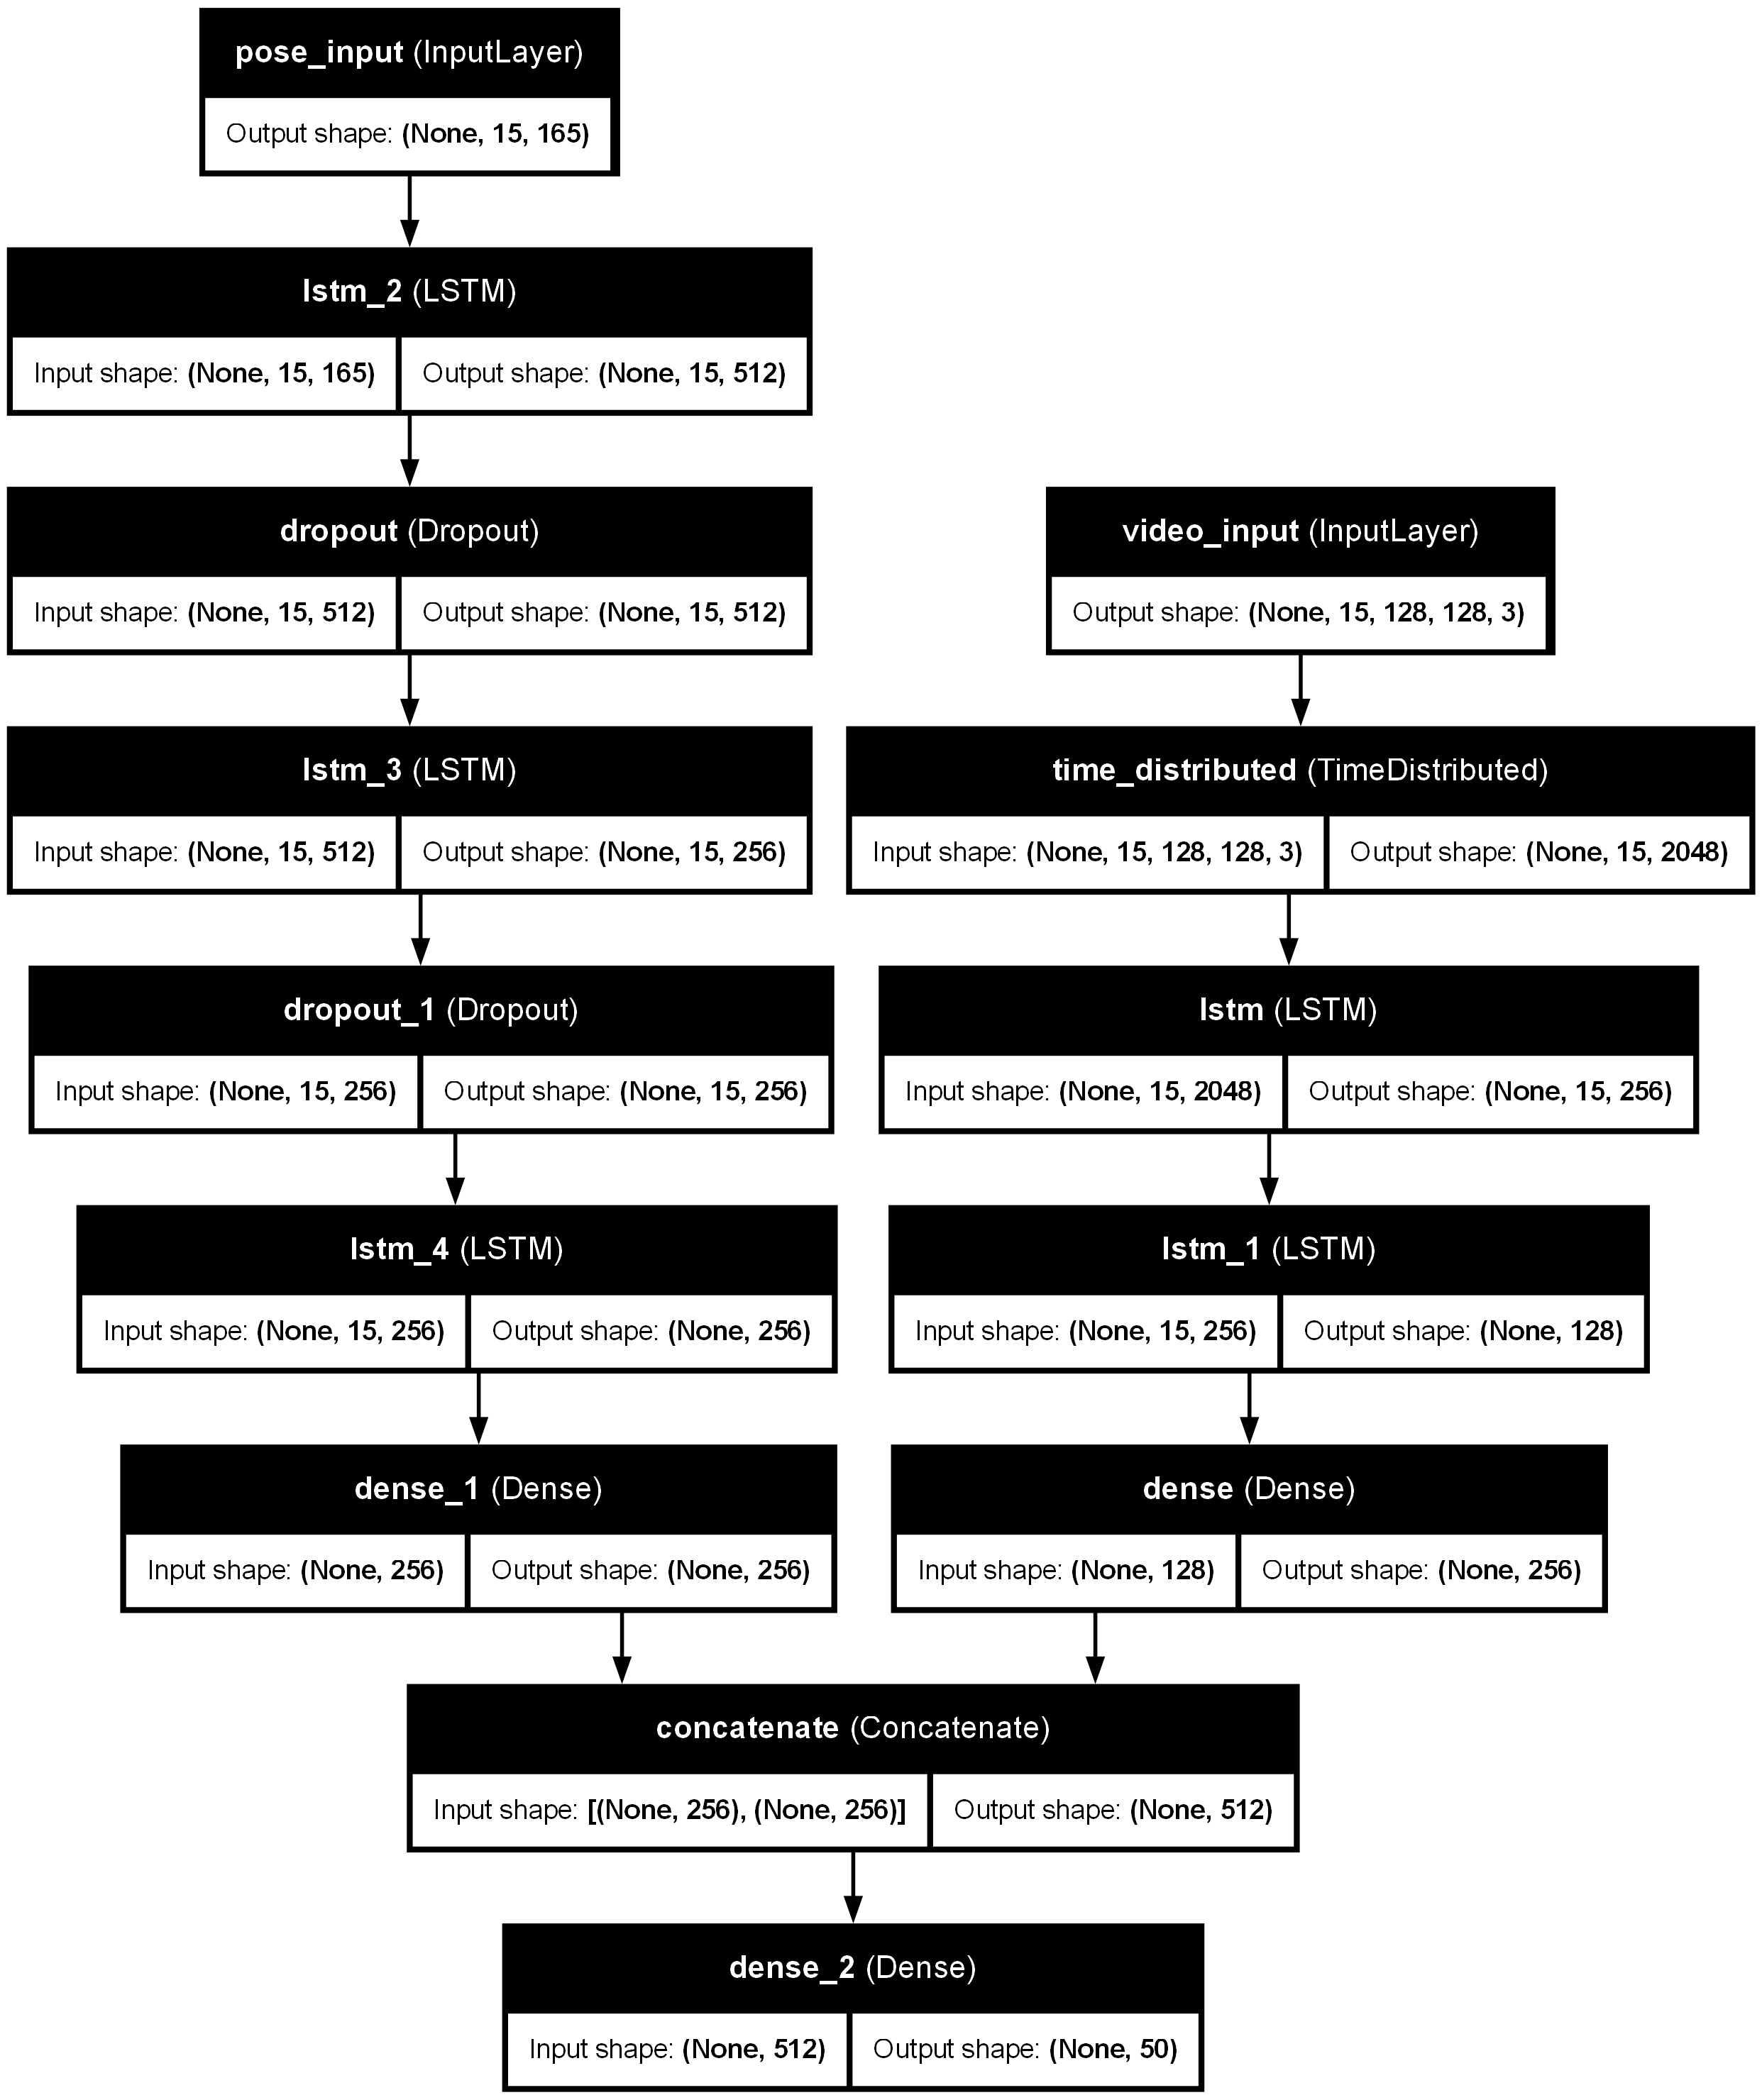 pose_input (InputLayer)
Output shape: (None, 15, 165)
lstm_2 (LSTM)
Input shape: (None, 15, 165)
Output shape: (None, 15, 512)
dropout (Dropout)
Input shape: (None, 15, 512)
Output shape: (None, 15, 512)
video_input (InputLayer)
Output shape: (None, 15, 128, 128, 3)
lstm_3 (LSTM)
Input shape: (None, 15, 512)
Output shape: (None, 15, 256)
time_distributed (TimeDistributed)
Input shape: (None, 15, 128, 128, 3)
Output shape: (None, 15, 2048)
dropout_1 (Dropout)
Input shape: (None, 15, 256)
Output shape: (None, 15, 256)
lstm (LSTM)
Input shape: (None, 15, 2048)
Output shape: (None, 15, 256)
lstm_4 (LSTM)
Input shape: (None, 15, 256)
Output shape: (None, 256)
lstm_1 (LSTM)
Input shape: (None, 15, 256)
Output shape: (None, 128)
dense_1 (Dense)
Input shape: (None, 256)
Output shape: (None, 256)
dense (Dense)
Input shape: (None, 128)
Output shape: (None, 256)
concatenate (Concatenate)
Input shape: [(None, 256), (None, 256)]
Output shape: (None, 512)
dense_2 (Dense)
Input shape: (None, 512)
Output shape: (None, 50)